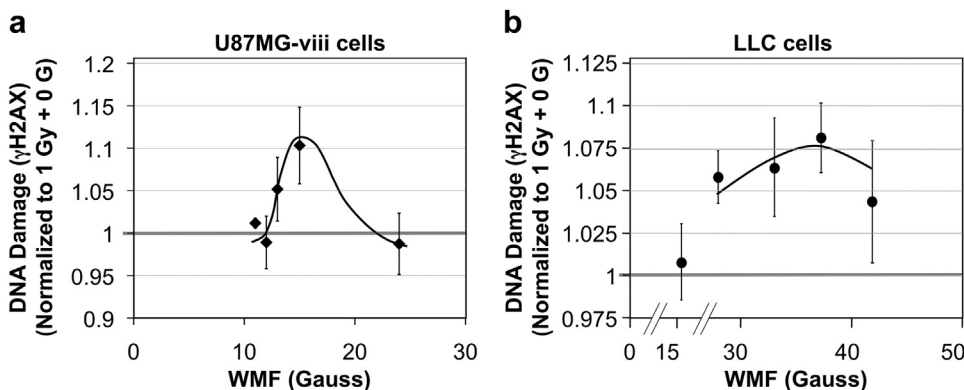 a
U87MG-viii cells
DNA Damage (γH2AX)
(Normalized to 1 Gy + 0 G)
1.2
1.15
1.1
1.05
1
0.95
0.9
0 10 20 30
WMF (Gauss)
b
LLC cells
DNA Damage (γH2AX)
(Normalized to 1 Gy + 0 G)
1.125
1.1
1.075
1.05
1.025
1
0.975
0 15 30 40 50
WMF (Gauss)